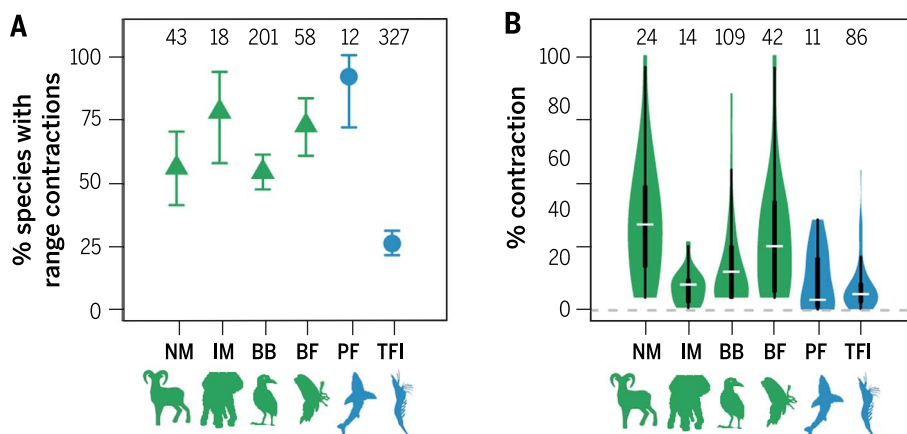 A
% species with
range contractions
43 18 201 58 12 327
100
75
50
25
0
NM IM BB BF PF TFI
B
% contraction
24 14 109 42 11 86
100
80
60
40
20
0
NM IM BB BF PF TFI